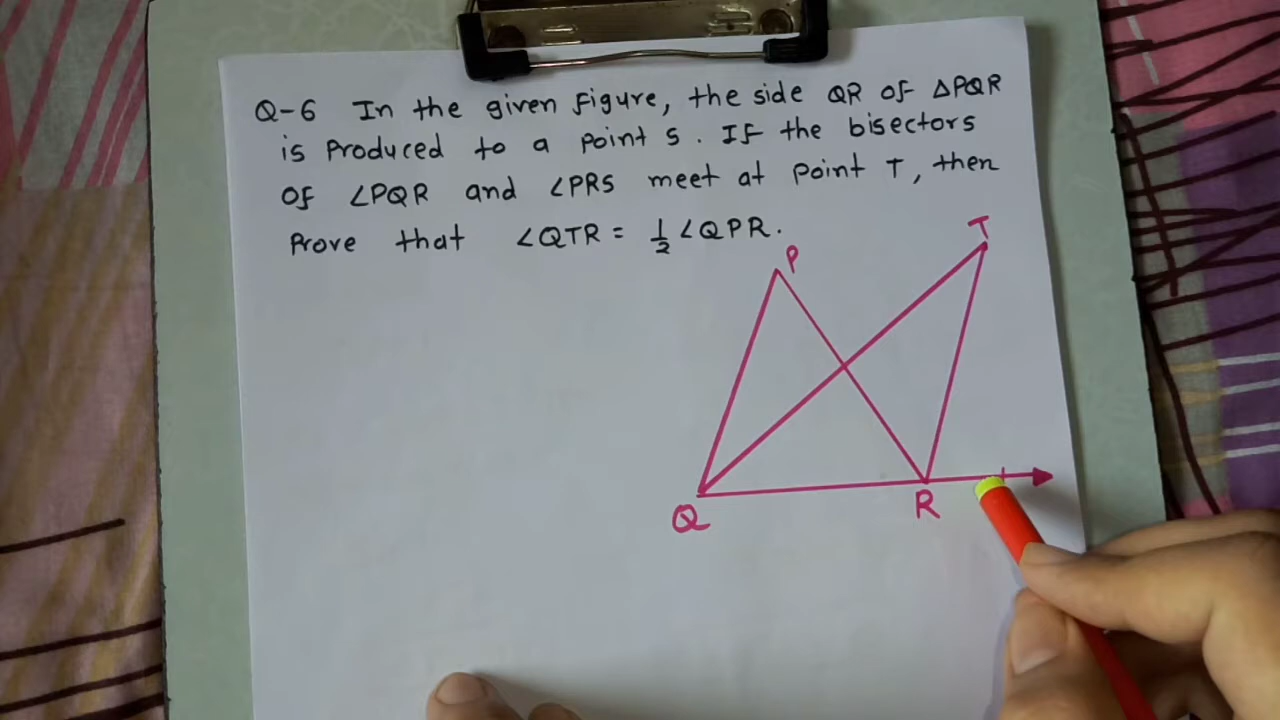 Q-6 In the given figure, the side QR of ΔPQR
is produced to a point S. If the bisectors
of ∠PQR and ∠PRS meet at point T, then
Prove that ∠QTR = 1/2 ∠QPR.
T
P
Q
R